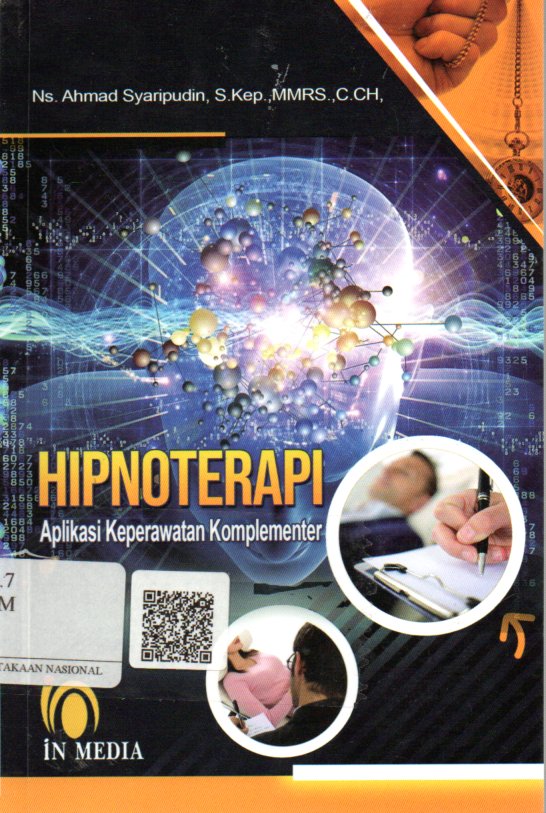 Ns. Ahmad Syaripudin, S.Kep.,MMRS.,C.CH,
HIPNOTERAPI
Aplikasi Keperawatan Komplementer
.7
M
TAKAAN NASIONAL
iN MEDIA